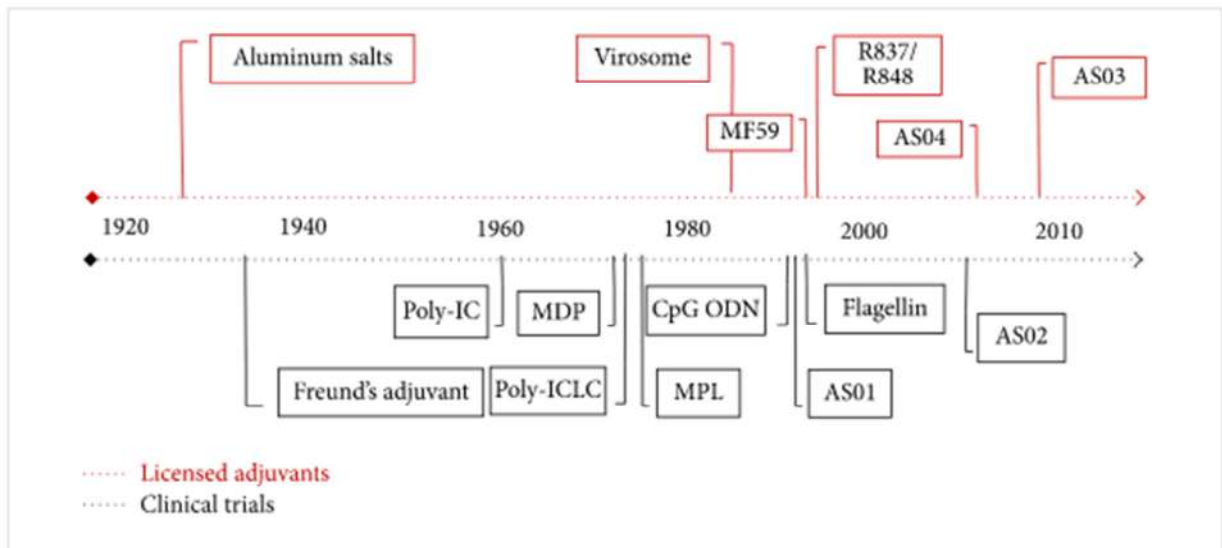 Aluminum salts
Virosome
R837/
R848
AS03
MF59
AS04
1920
1940
1960
1980
2000
2010
Poly-IC
MDP
CpG ODN
Flagellin
AS02
Freund's adjuvant
Poly-ICLC
MPL
AS01
Licensed adjuvants
Clinical trials